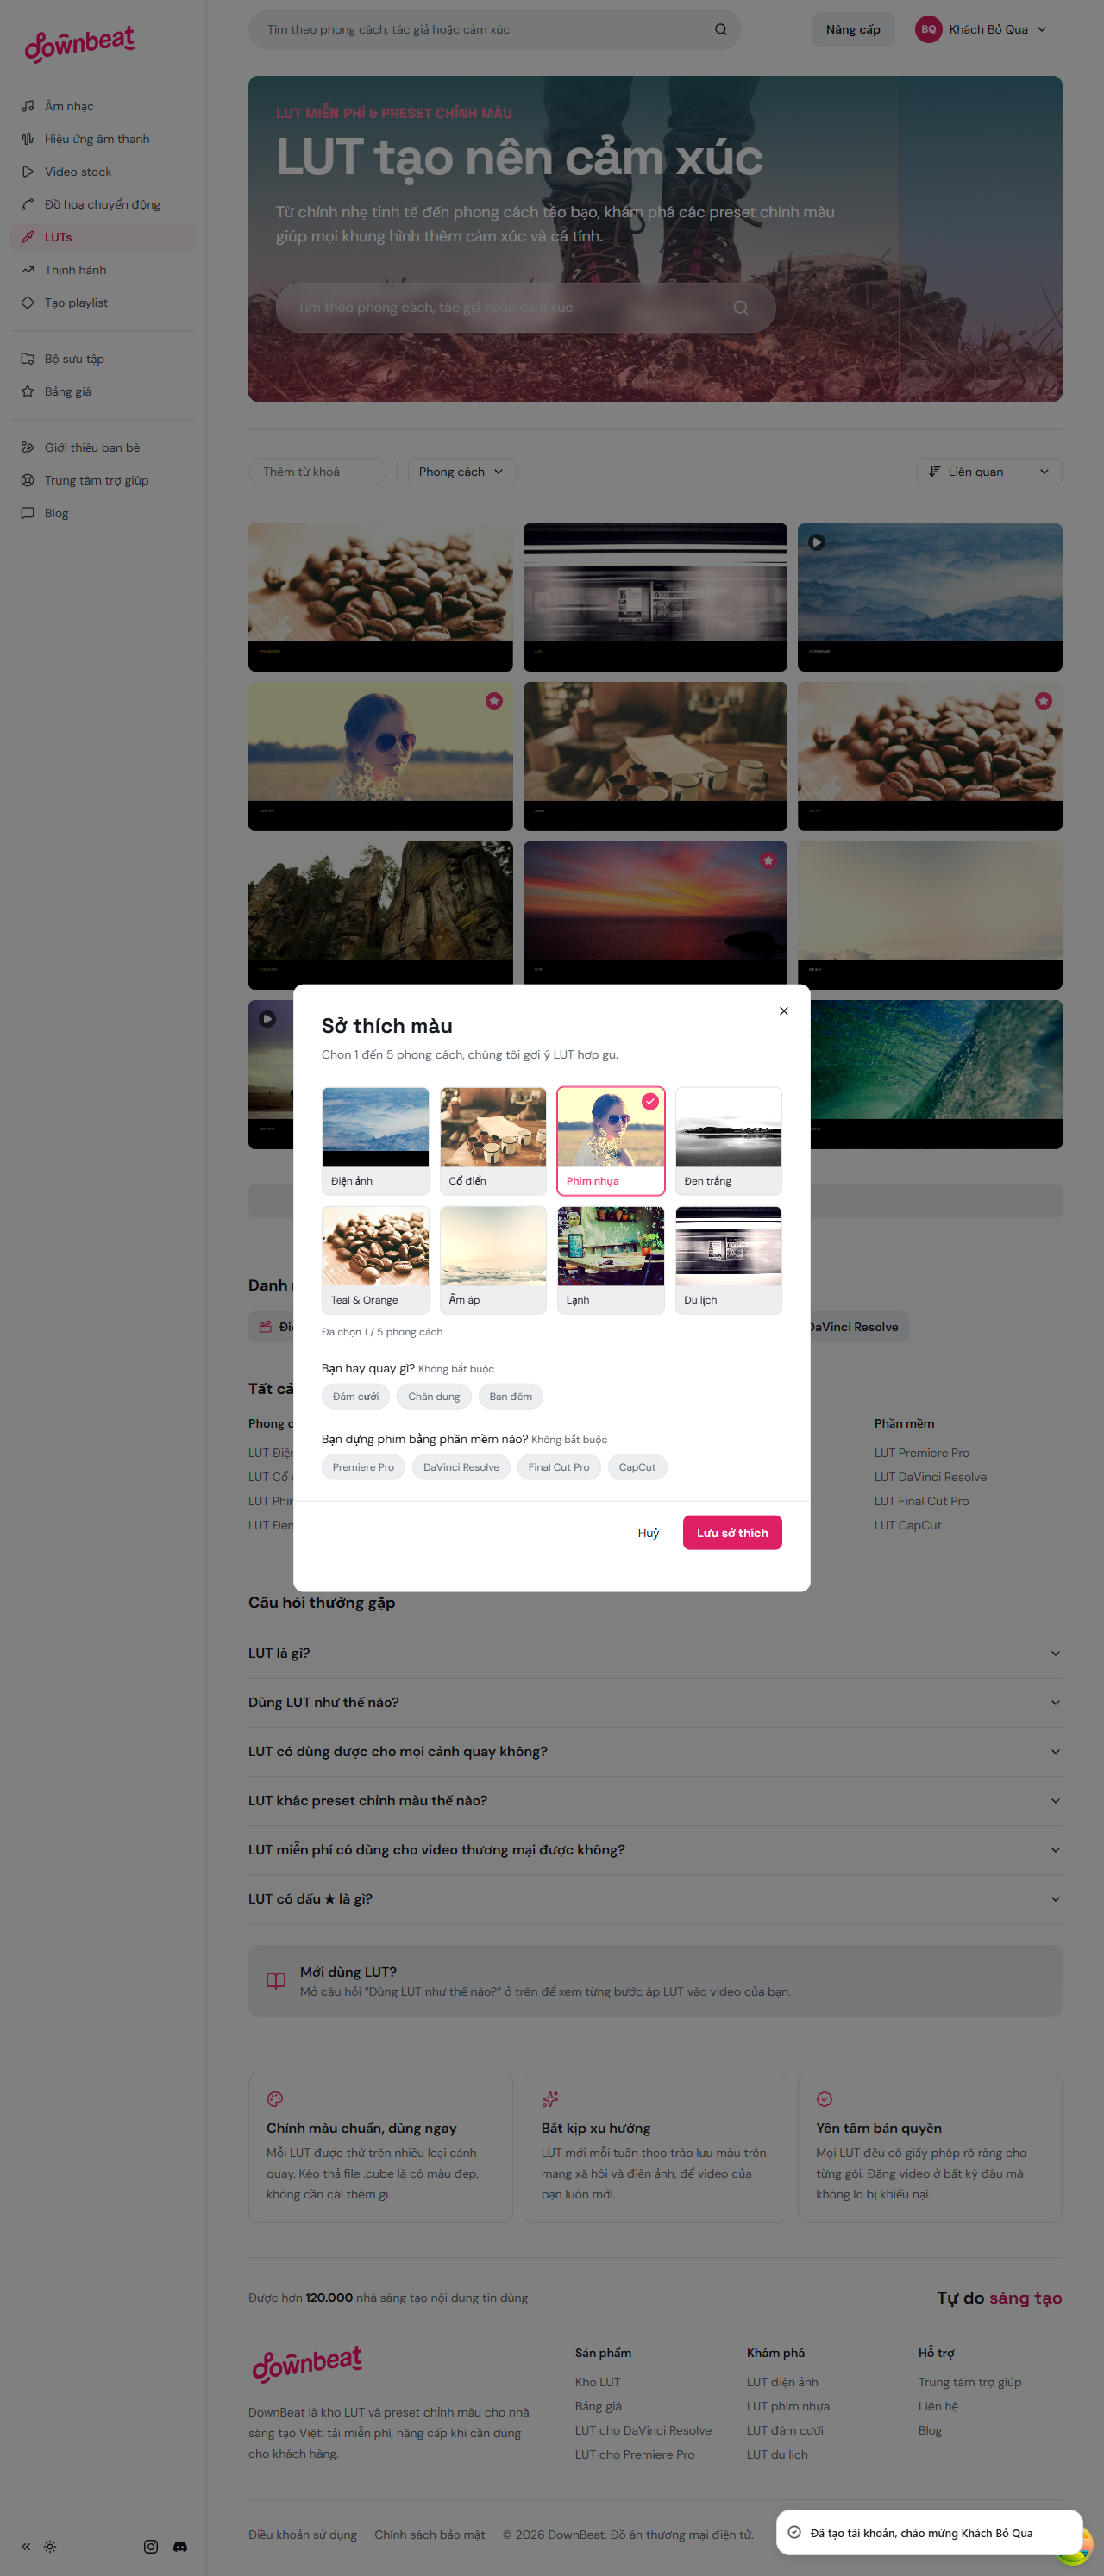 downbeat
Tìm theo phong cách, tác giả hoặc cảm xúc
Nâng cấp
BQ
Khách Bỏ Qua
Âm nhạc
Hiệu ứng âm thanh
Video stock
Đồ hoạ chuyển động
LUTs
Thịnh hành
Tạo playlist
Bộ sưu tập
Bảng giá
Giới thiệu bạn bè
Trung tâm trợ giúp
Blog
LUT MIỄN PHÍ & PRESET CHỈNH MÀU
LUT tạo nên cảm xúc
Từ chỉnh nhẹ tinh tế đến phong cách táo bạo, khám phá các preset chỉnh màu
giúp mọi khung hình thêm cảm xúc và cá tính.
Tìm theo phong cách, tác giả hoặc cảm xúc
Thêm từ khoá
Phong cách
Liên quan
Sở thích màu
Chọn 1 đến 5 phong cách, chúng tôi gợi ý LUT hợp gu.
Điện ảnh
Cổ điển
Phim nhựa
Đen trắng
Teal & Orange
Ấm áp
Lạnh
Du lịch
Đã chọn 1 / 5 phong cách
Bạn hay quay gì? Không bắt buộc
Đám cưới
Chân dung
Ban đêm
Bạn dựng phim bằng phần mềm nào? Không bắt buộc
Premiere Pro
DaVinci Resolve
Final Cut Pro
CapCut
Huỷ
Lưu sở thích
Danh
DaVinci Resolve
Tất cả
Phong
LUT Điện
LUT Cổ
LUT Phim
LUT Đen
Phần mềm
LUT Premiere Pro
LUT DaVinci Resolve
LUT Final Cut Pro
LUT CapCut
Câu hỏi thường gặp
LUT là gì?
Dùng LUT như thế nào?
LUT có dùng được cho mọi cảnh quay không?
LUT khác preset chỉnh màu thế nào?
LUT miễn phí có dùng cho video thương mại được không?
LUT có dấu ★ là gì?
Mới dùng LUT?
Mở câu hỏi “Dùng LUT như thế nào?” ở trên để xem từng bước áp LUT vào video của bạn.
Chỉnh màu chuẩn, dùng ngay
Mỗi LUT được thử trên nhiều loại cảnh
quay. Kéo thả file .cube là có màu đẹp,
không cần cài thêm gì.
Bắt kịp xu hướng
LUT mới mỗi tuần theo trào lưu màu trên
mạng xã hội và điện ảnh, để video của
bạn luôn mới.
Yên tâm bản quyền
Mọi LUT đều có giấy phép rõ ràng cho
từng gói. Đăng video ở bất kỳ đâu mà
không lo bị khiếu nại.
Được hơn 120.000 nhà sáng tạo nội dung tin dùng
Tự do sáng tạo
downbeat
DownBeat là kho LUT và preset chỉnh màu cho nhà
sáng tạo Việt: tải miễn phí, nâng cấp khi cần dùng
cho khách hàng.
Sản phẩm
Kho LUT
Bảng giá
LUT cho DaVinci Resolve
LUT cho Premiere Pro
Khám phá
LUT điện ảnh
LUT phim nhựa
LUT đám cưới
LUT du lịch
Hỗ trợ
Trung tâm trợ giúp
Liên hệ
Blog
Điều khoản sử dụng
Chính sách bảo mật
© 2026 DownBeat. Đồ án thương mại điện tử.
Đã tạo tài khoản, chào mừng Khách Bỏ Qua